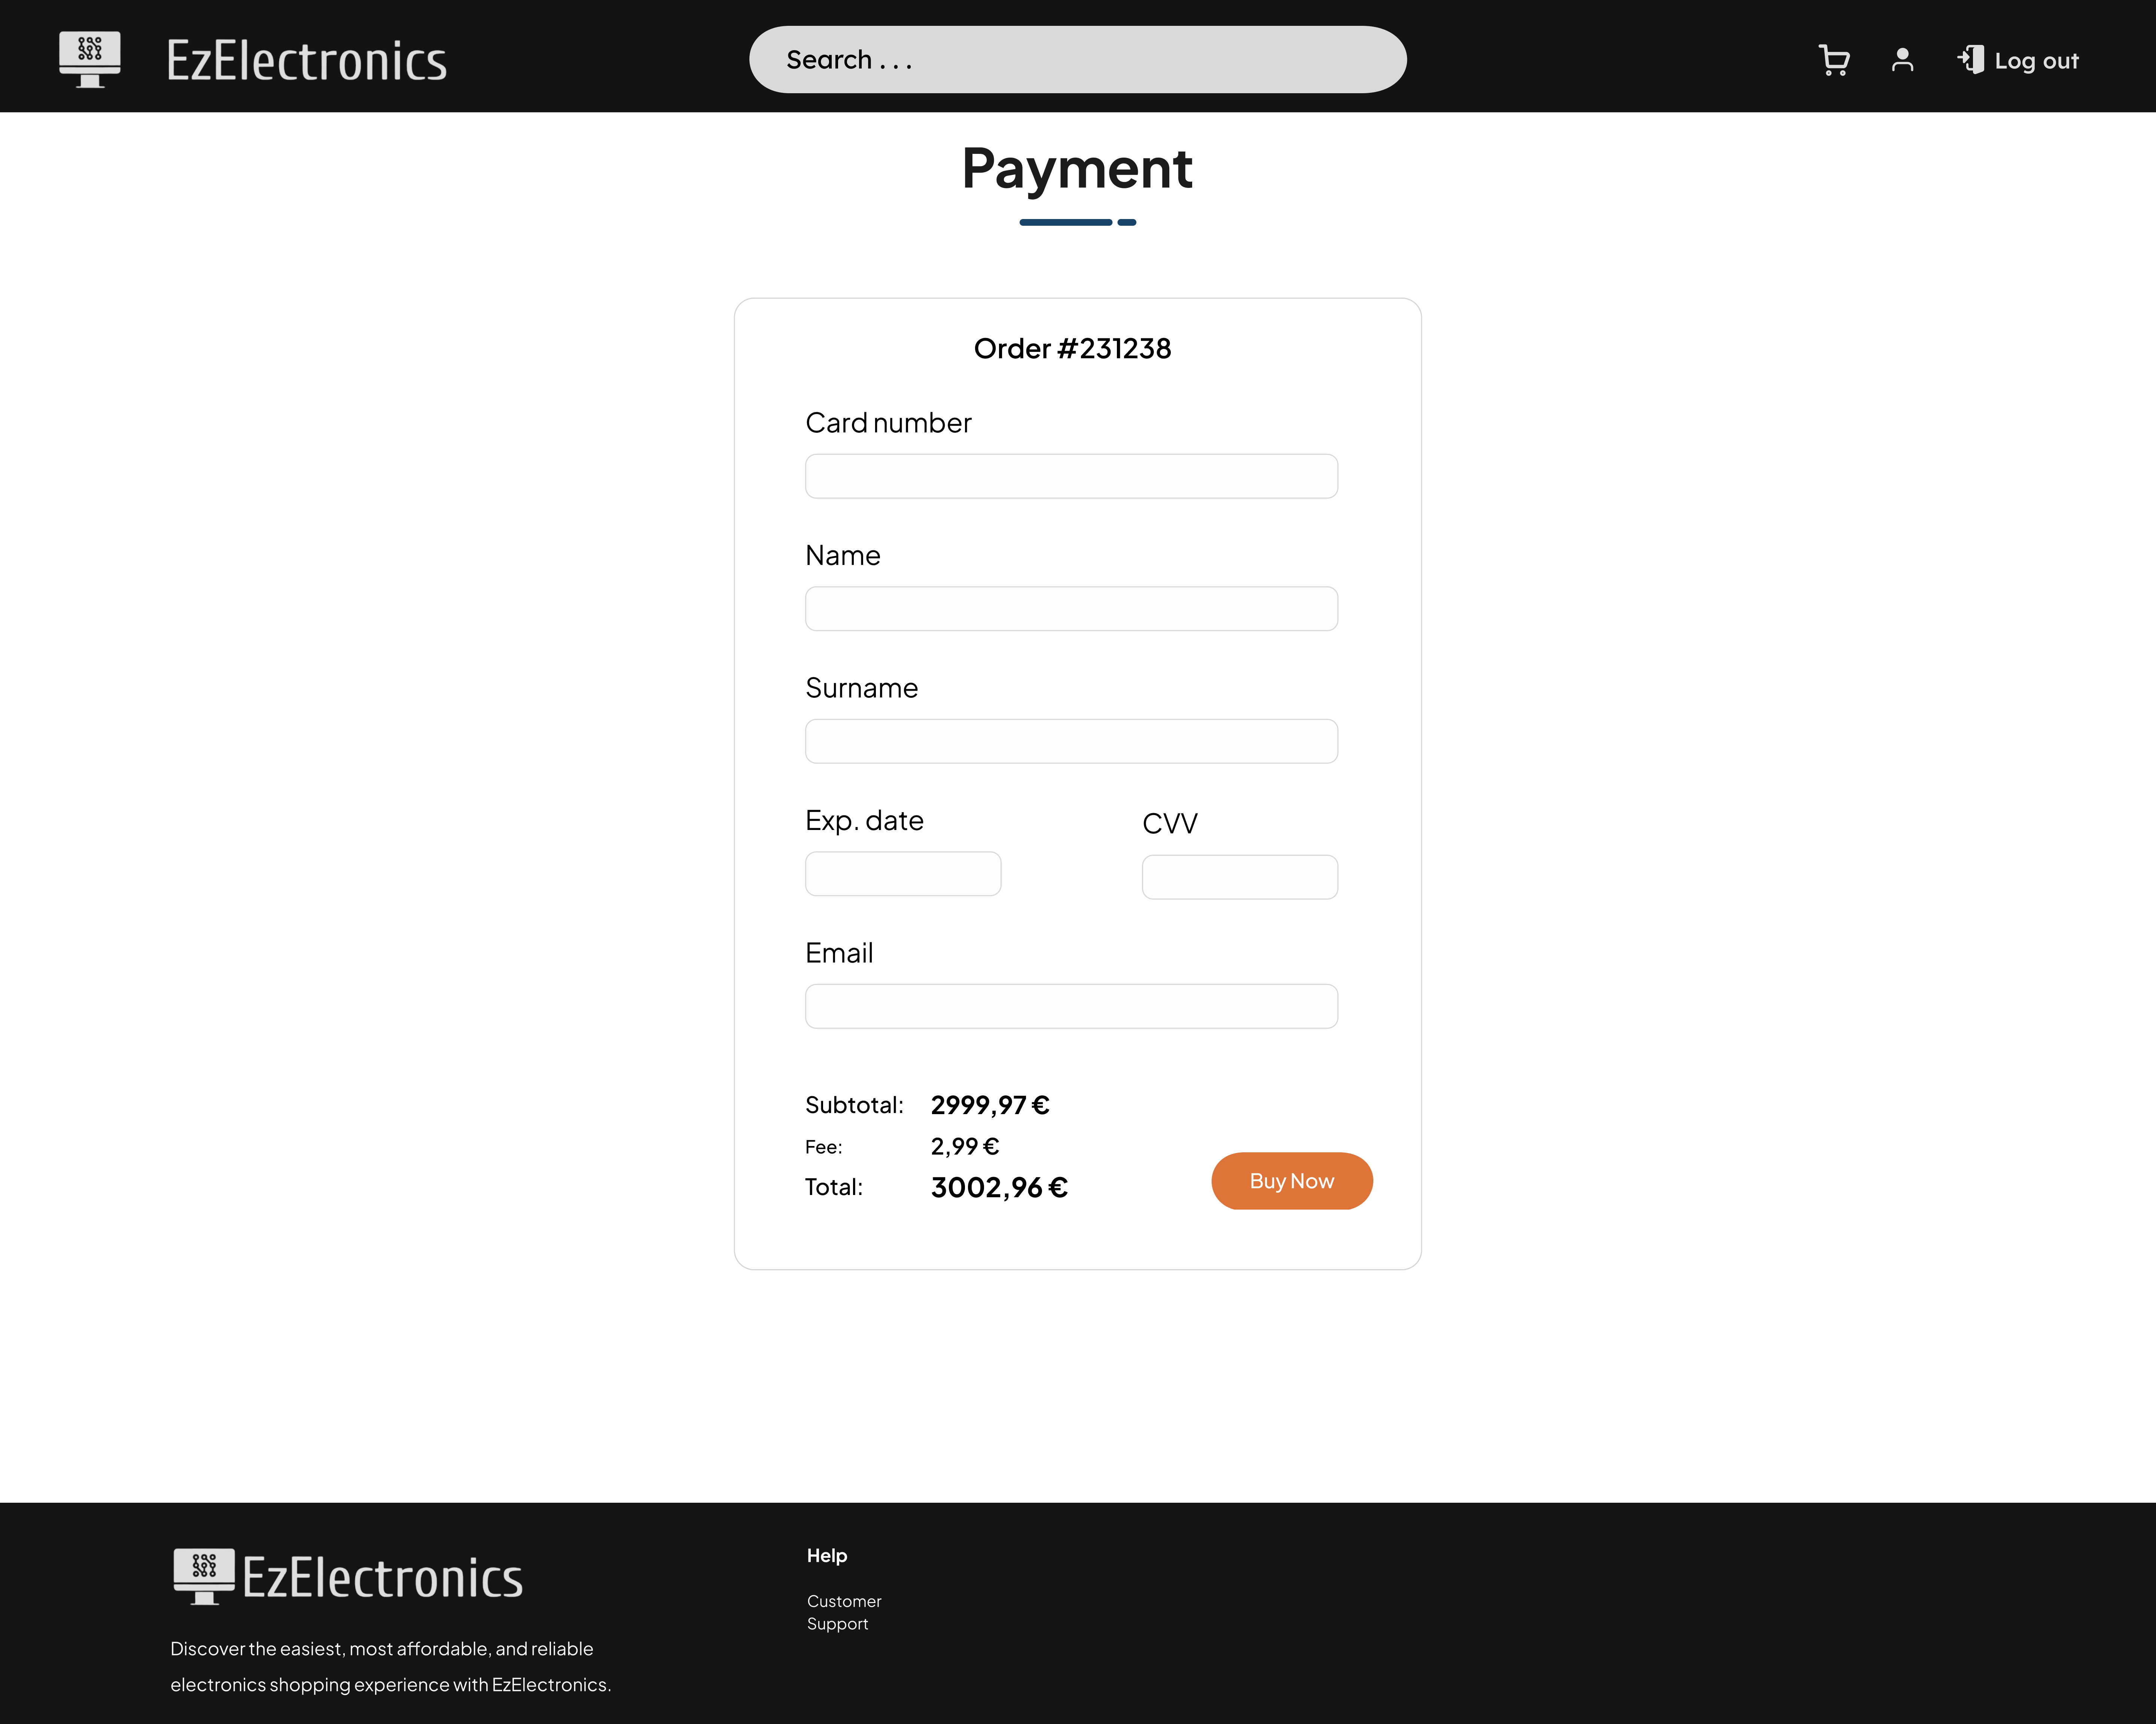 EzElectronics
Search . . .
Log out
Payment
Order #231238
Card number
Name
Surname
Exp. date
CVV
Email
Subtotal: 2999,97 €
Fee: 2,99 €
Total: 3002,96 €
Buy Now
EzElectronics
Discover the easiest, most affordable, and reliable
electronics shopping experience with EzElectronics.
Help
Customer
Support